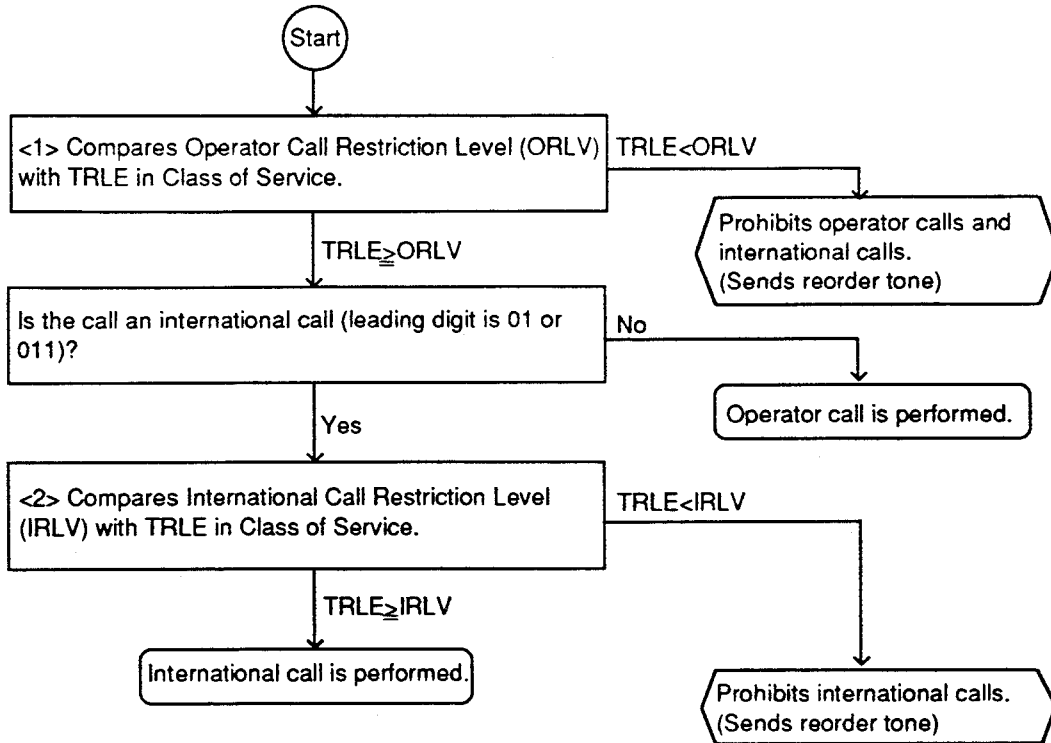 Start
<1> Compares Operator Call Restriction Level (ORLV)
with TRLE in Class of Service.
TRLE<ORLV
Prohibits operator calls and
international calls.
(Sends reorder tone)
TRLE≧ORLV
Is the call an international call (leading digit is 01 or
011)?
No
Operator call is performed.
Yes
<2> Compares International Call Restriction Level
(IRLV) with TRLE in Class of Service.
TRLE<IRLV
TRLE≧IRLV
International call is performed.
Prohibits international calls.
(Sends reorder tone)